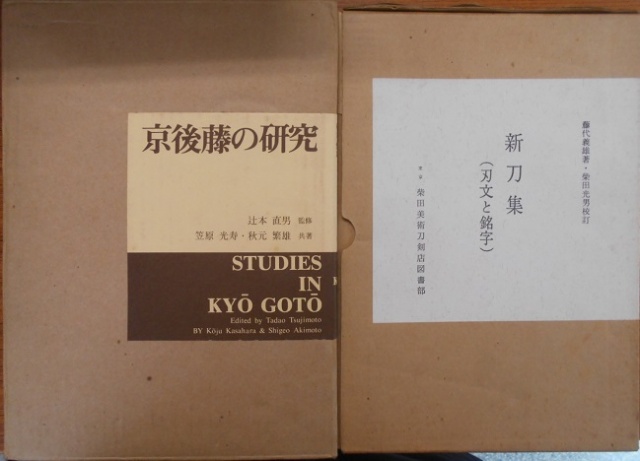 京後藤の研究
辻本 直男 監修
笠原 光寿・秋元 繁雄 共著
STUDIES
IN
KYŌ GOTŌ
Edited by Tadao Tsujimoto
BY Kōju Kasahara & Shigeo Akimoto
藤代義雄著・柴田光男校訂
新刀集
(刃文と銘字)
柴田美術刀剣店図書部